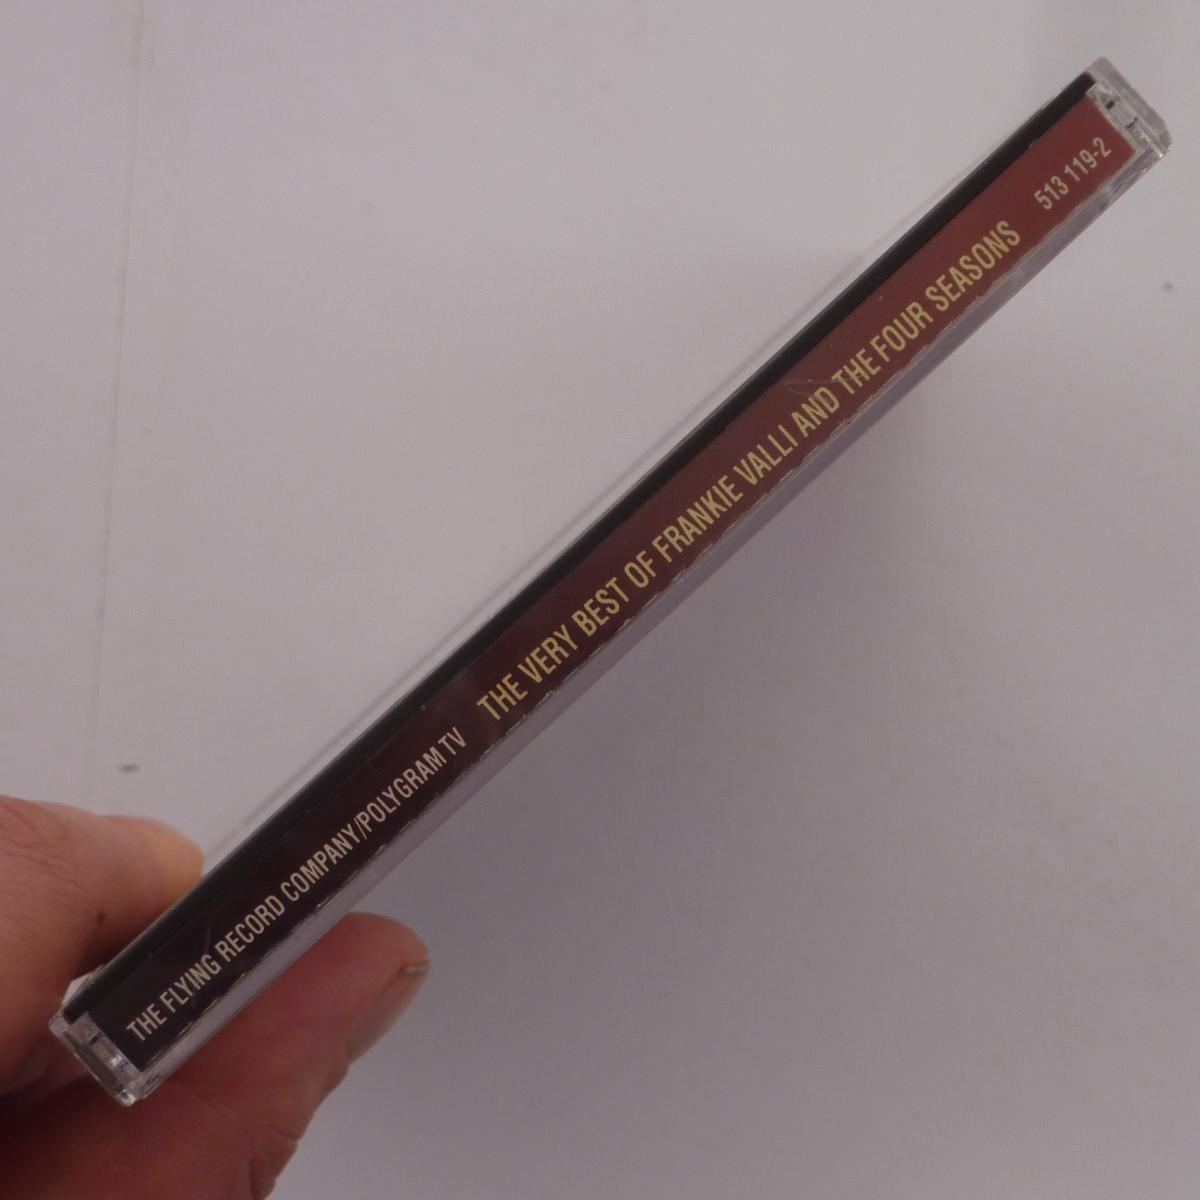 THE FLYING RECORD COMPANY/POLYGRAM TV THE VERY BEST OF FRANKIE VALLI AND THE FOUR SEASONS 513 119-2